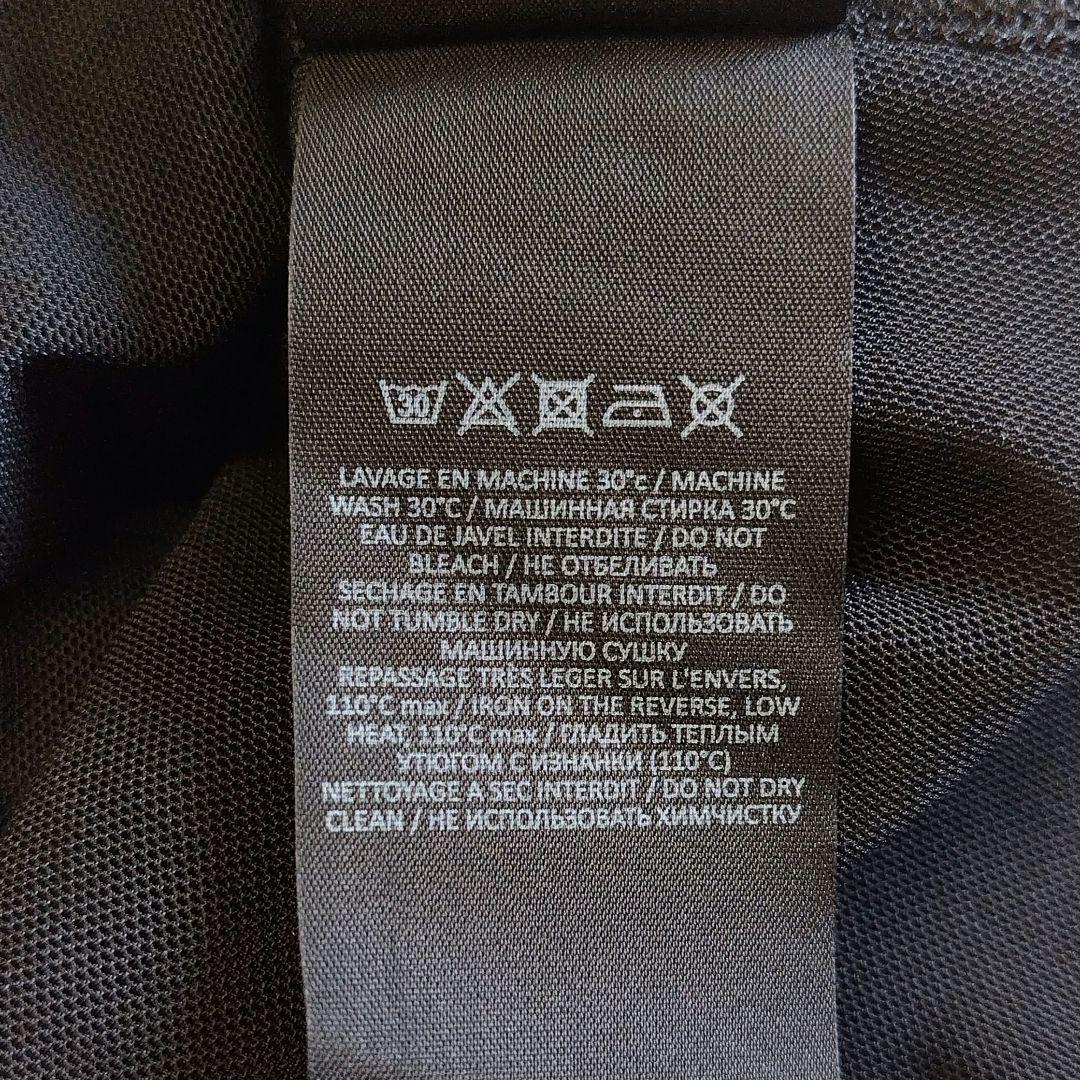 30
LAVAGE EN MACHINE 30°c / MACHINE
WASH 30°C / МАШИННАЯ СТИРКА 30°C
EAU DE JAVEL INTERDITE / DO NOT
BLEACH / НЕ ОТБЕЛИВАТЬ
SECHAGE EN TAMBOUR INTERDIT / DO
NOT TUMBLE DRY / НЕ ИСПОЛЬЗОВАТЬ
МАШИННУЮ СУШКУ
REPASSAGE TRÈS LEGER SUR L'ENVERS,
110°C max / IRON ON THE REVERSE, LOW
HEAT, 110°C max / ГЛАДИТЬ ТЕПЛЫМ
УТЮГОМ С ИЗНАНКИ (110°C)
NETTOYAGE A SEC INTERDIT / DO NOT DRY
CLEAN / НЕ ИСПОЛЬЗОВАТЬ ХИМЧИСТКУ